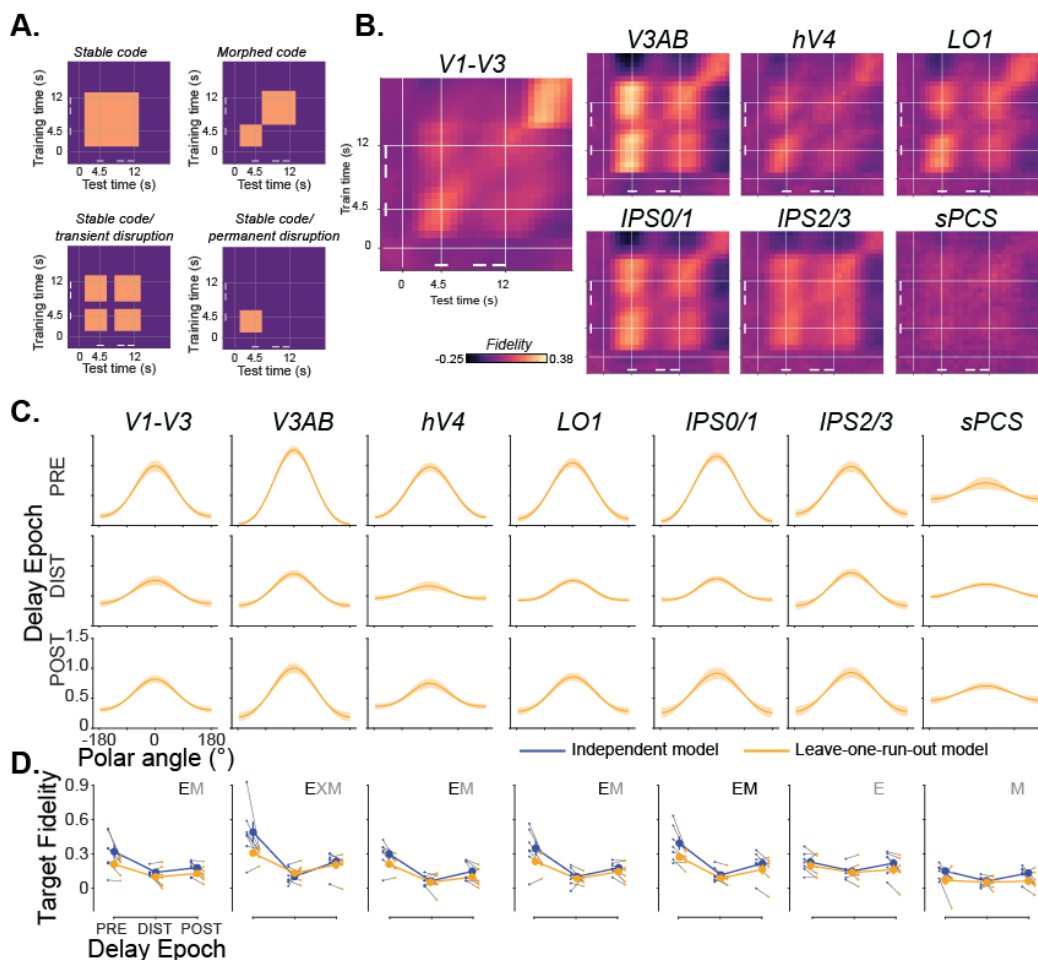 A.
Stable code
Morphed code
Training time (s)
12
4.5
0
0 4.5 12
Test time (s)
Training time (s)
12
4.5
0
0 4.5 12
Test time (s)
Stable code/
transient disruption
Stable code/
permanent disruption
Training time (s)
12
4.5
0
0 4.5 12
Test time (s)
Training time (s)
12
4.5
0
0 4.5 12
Test time (s)
B.
V1-V3
V3AB
hV4
LO1
Train time (s)
12
4.5
0
0 4.5 12
Test time (s)
IPS0/1
IPS2/3
sPCS
Fidelity
-0.25 0.38
C.
V1-V3 V3AB hV4 LO1 IPS0/1 IPS2/3 sPCS
Delay Epoch
PRE
DIST
POST
1.5
1.0
0.5
0
-180 0 180
Polar angle (°)
Independent model
Leave-one-run-out model
D.
Target Fidelity
0.9
0.6
0.3
0
EM EXM EM EM EM E M
PRE DIST POST
Delay Epoch